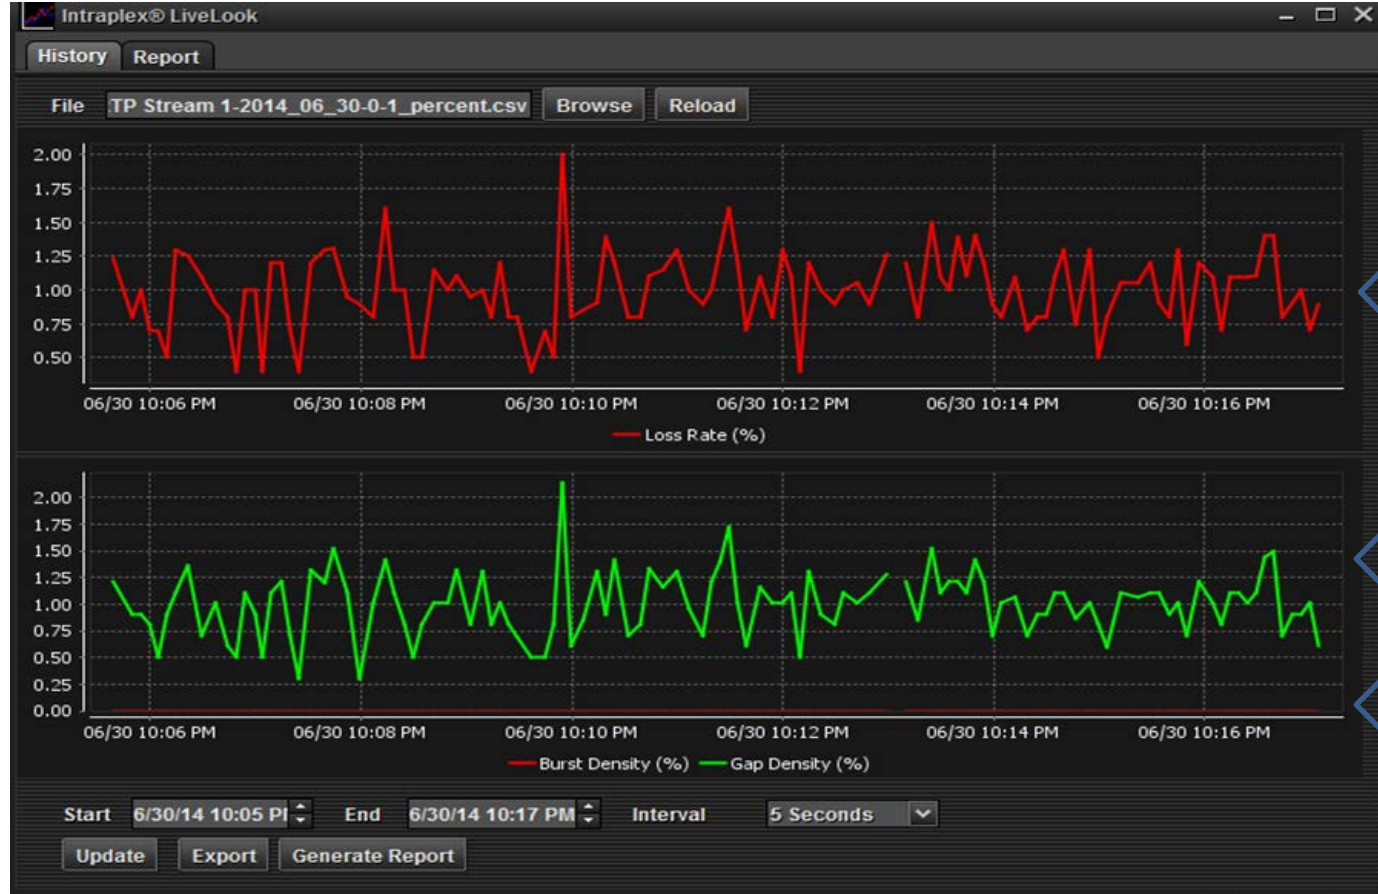 Intraplex® LiveLook
History Report
File TP Stream 1-2014_06_30-0-1_percent.csv Browse Reload
2.00
1.75
1.50
1.25
1.00
0.75
0.50
06/30 10:06 PM 06/30 10:08 PM 06/30 10:10 PM 06/30 10:12 PM 06/30 10:14 PM 06/30 10:16 PM
Loss Rate (%)
2.00
1.75
1.50
1.25
1.00
0.75
0.50
0.25
0.00
06/30 10:06 PM 06/30 10:08 PM 06/30 10:10 PM 06/30 10:12 PM 06/30 10:14 PM 06/30 10:16 PM
Burst Density (%) Gap Density (%)
Start 6/30/14 10:05 P End 6/30/14 10:17 PM Interval 5 Seconds
Update Export Generate Report